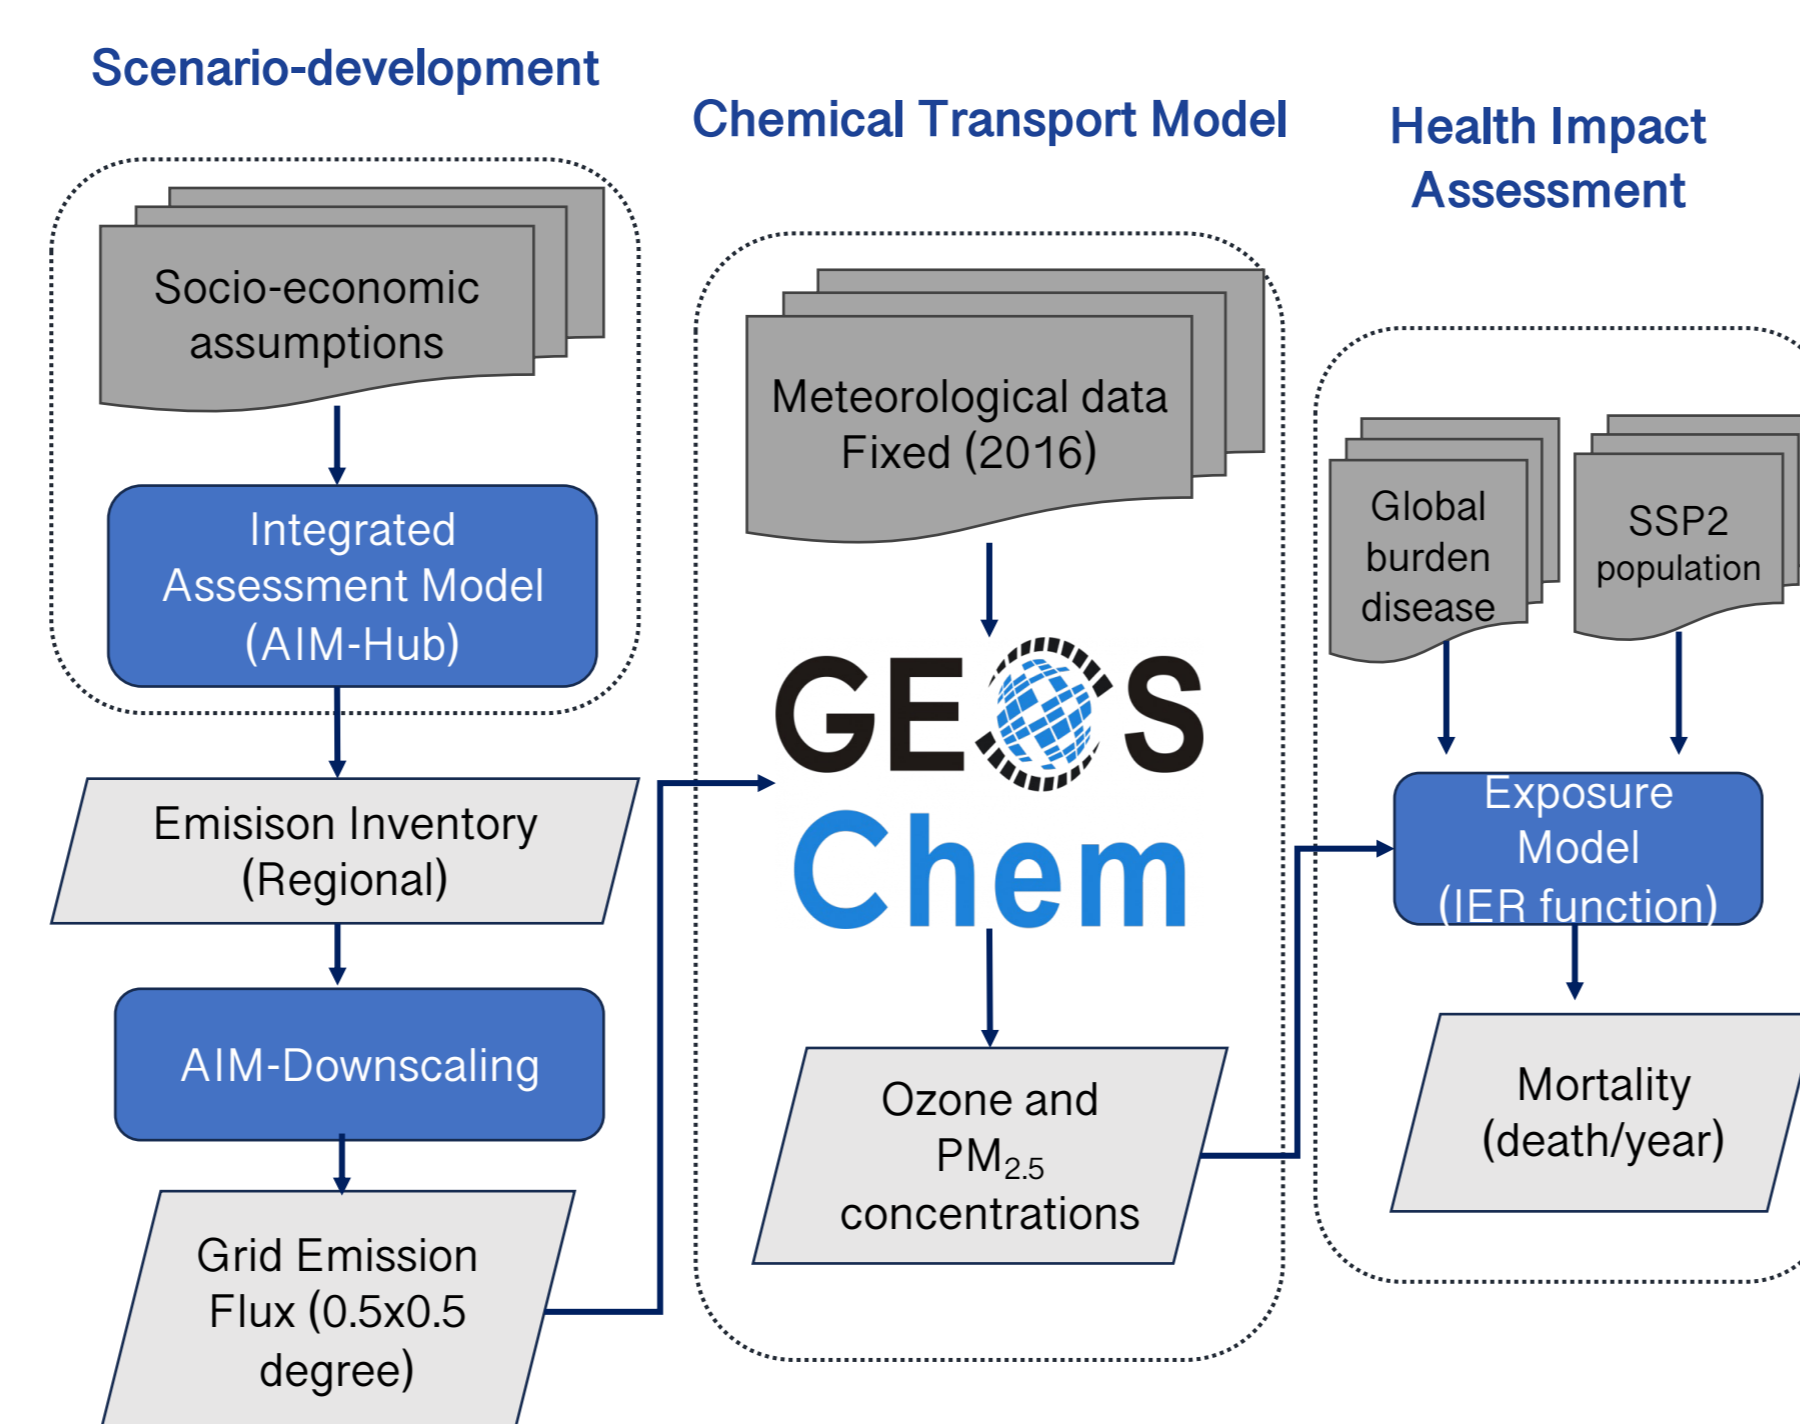 Scenario-development
Socio-economic
assumptions
Integrated
Assessment Model
(AIM-Hub)
Emisison Inventory
(Regional)
AIM-Downscaling
Grid Emission
Flux (0.5x0.5
degree)
Chemical Transport Model
Meteorological data
Fixed (2016)
GEOS
Chem
Ozone and
PM2.5
concentrations
Health Impact
Assessment
Global
burden
disease
SSP2
population
Exposure
Model
(IER function)
Mortality
(death/year)